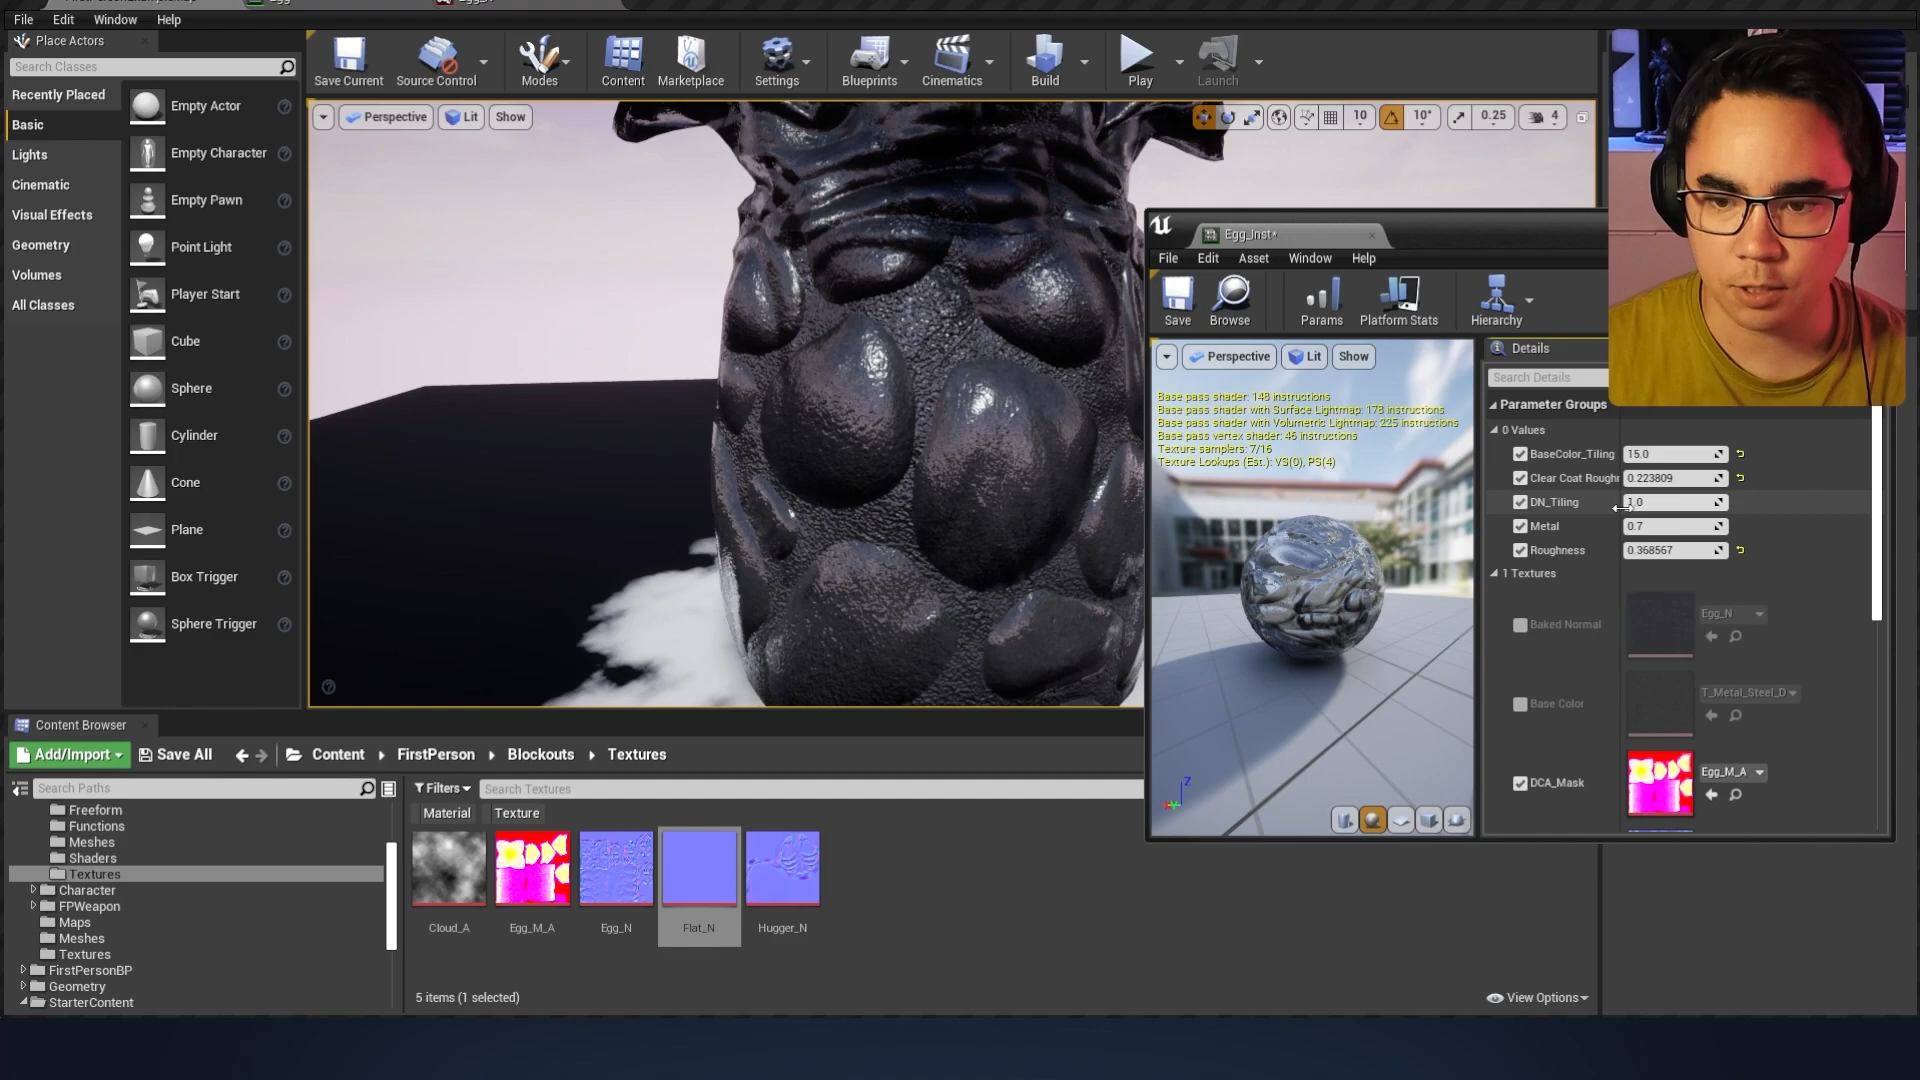 File Edit Window Help
Place Actors
Search Classes
Recently Placed
Basic
Lights
Cinematic
Visual Effects
Geometry
Volumes
All Classes
Empty Actor
Empty Character
Empty Pawn
Point Light
Player Start
Cube
Sphere
Cylinder
Cone
Plane
Box Trigger
Sphere Trigger
Save Current
Source Control
Modes
Content
Marketplace
Settings
Blueprints
Cinematics
Build
Play
Launch
Perspective Lit Show
10 10° 0.25 4
Egg_Inst*
File Edit Asset Window Help
Save Browse Params Platform Stats Hierarchy
Perspective Lit Show
Base pass shader: 148 instructions
Base pass shader with Surface Lightmap: 178 instructions
Base pass shader with Volumetric Lightmap: 225 instructions
Base pass vertex shader: 46 instructions
Texture samplers: 7/16
Texture Lookups (Est.): VS(0), PS(4)
Z
Details
Search Details
Parameter Groups
0 Values
BaseColor_Tiling 15.0
Clear Coat Roughr 0.223809
DN_Tiling 1.0
Metal 0.7
Roughness 0.368567
1 Textures
Baked Normal Egg_N
Base Color T_Metal_Steel_D
DCA_Mask Egg_M_A
Content Browser
Add/Import Save All Content FirstPerson Blockouts Textures
Search Paths
Filters Search Textures
Material Texture
Freeform
Functions
Meshes
Shaders
Textures
Character
FPWeapon
Maps
Meshes
Textures
FirstPersonBP
Geometry
StarterContent
Cloud_A Egg_M_A Egg_N Flat_N Hugger_N
5 items (1 selected)
View Options